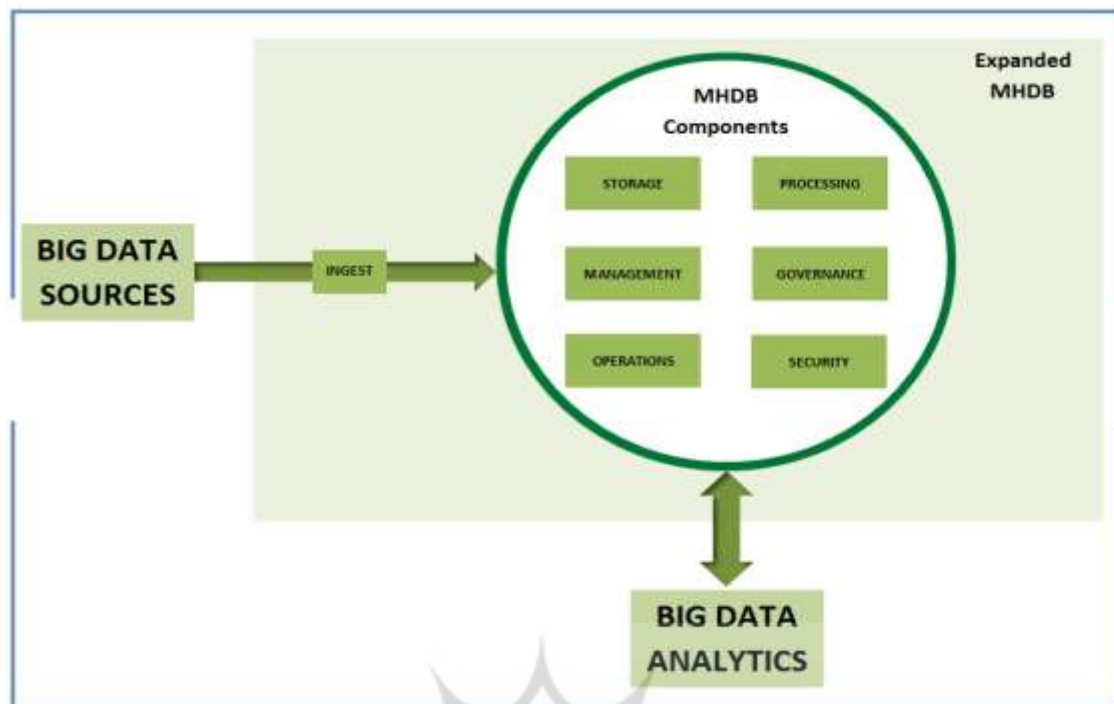 Expanded
MHDB
MHDB
Components
STORAGE
PROCESSING
BIG DATA
SOURCES
INGEST
MANAGEMENT
GOVERNANCE
OPERATIONS
SECURITY
BIG DATA
ANALYTICS